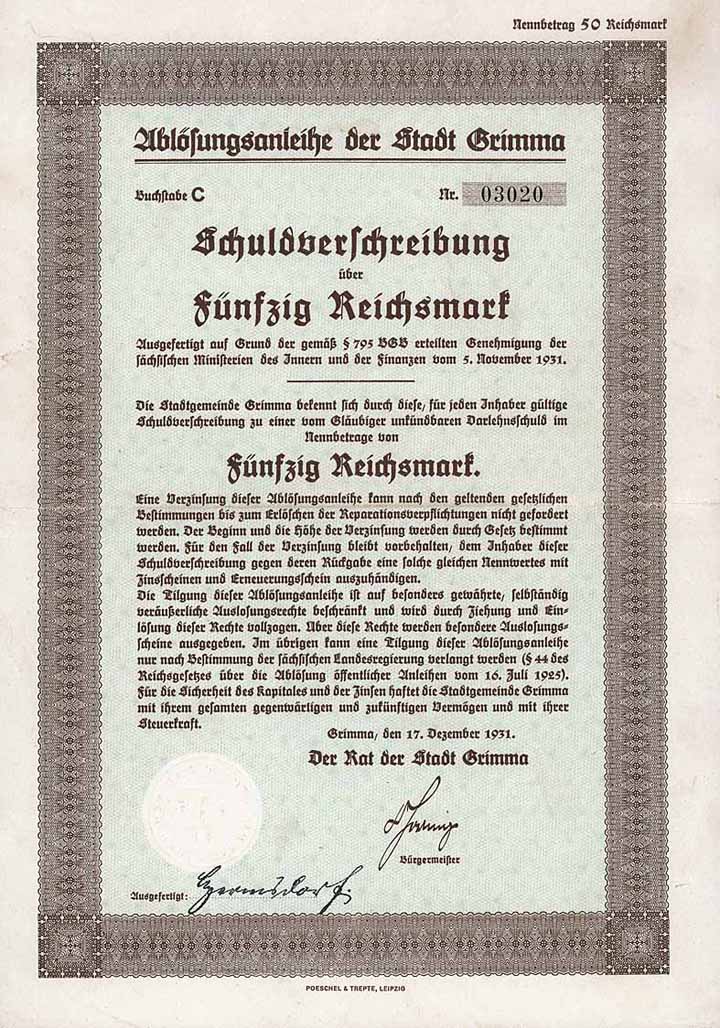 Nennbetrag 50 Reichsmark
Ablösungsanleihe der Stadt Grimma
Buchstabe C Nr. 03020
Schuldverschreibung
über
Fünfzig Reichsmark
Ausgefertigt auf Grund der gemäß § 795 BGB erteilten Genehmigung der
sächsischen Ministerien des Innern und der Finanzen vom 5. November 1931.
Die Stadtgemeinde Grimma bekennt sich durch diese, für jeden Inhaber gültige
Schuldverschreibung zu einer vom Gläubiger unkündbaren Darlehnsschuld im
Nennbetrage von
Fünfzig Reichsmark.
Eine Verzinsung dieser Ablösungsanleihe kann nach den geltenden gesetzlichen
Bestimmungen bis zum Erlöschen der Reparationsverpflichtungen nicht gefordert
werden. Der Beginn und die Höhe der Verzinsung werden durch Gesetz bestimmt
werden. Für den Fall der Verzinsung bleibt vorbehalten, dem Inhaber dieser
Schuldverschreibung gegen deren Rückgabe eine solche gleichen Nennwertes mit
Zinsscheinen und Erneuerungsschein auszuhändigen.
Die Tilgung dieser Ablösungsanleihe ist auf besonders gewährte, selbständig
veräußerliche Auslosungsrechte beschränkt und wird durch Ziehung und Ein-
lösung dieser Rechte vollzogen. Über diese Rechte werden besondere Auslosungs-
scheine ausgegeben. Im übrigen kann eine Tilgung dieser Ablösungsanleihe
nur nach Bestimmung der sächsischen Landesregierung verlangt werden (§ 44 des
Reichsgesetzes über die Ablösung öffentlicher Anleihen vom 16. Juli 1925).
Für die Sicherheit des Kapitales und der Zinsen haftet die Stadtgemeinde Grimma
mit ihrem gesamten gegenwärtigen und zukünftigen Vermögen und mit ihrer
Steuerkraft.
Grimma, den 17. Dezember 1931.
Der Rat der Stadt Grimma
Bürgermeister
Ausgefertigt:
POESCHEL & TREPTE, LEIPZIG